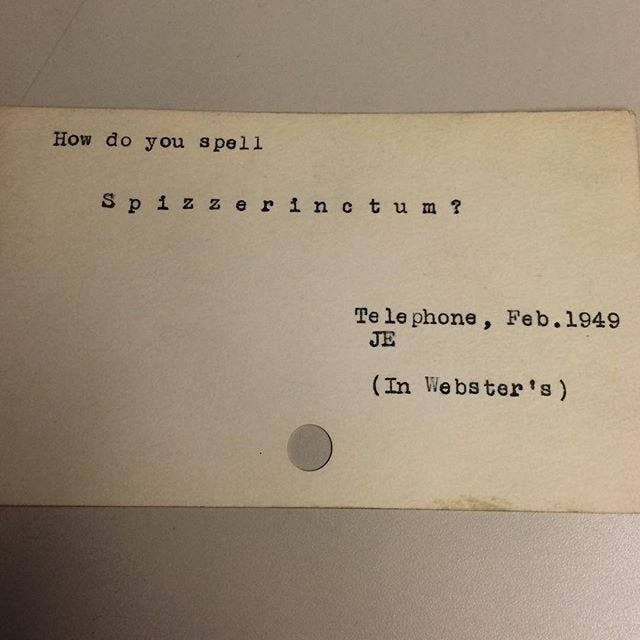 How do you spell
S p i z z e r i n c t u m ?
Telephone, Feb.1949
JE
(In Webster's)